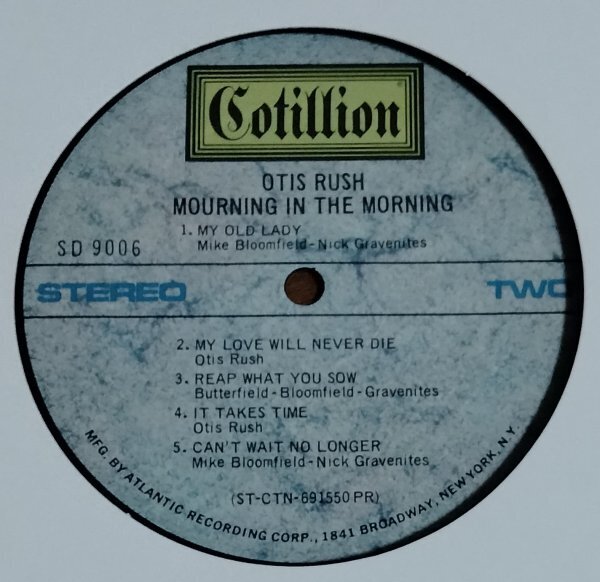 Cotillion
OTIS RUSH
MOURNING IN THE MORNING
1. MY OLD LADY
Mike Bloomfield-Nick Gravenites
SD 9006
STEREO TWO
2. MY LOVE WILL NEVER DIE
Otis Rush
3. REAP WHAT YOU SOW
Butterfield-Bloomfield-Gravenites
4. IT TAKES TIME
Otis Rush
5. CAN'T WAIT NO LONGER
Mike Bloomfield-Nick Gravenites
(ST-CTN-691550 PR)
MFG. BY ATLANTIC RECORDING CORP., 1841 BROADWAY, NEW YORK, N.Y.